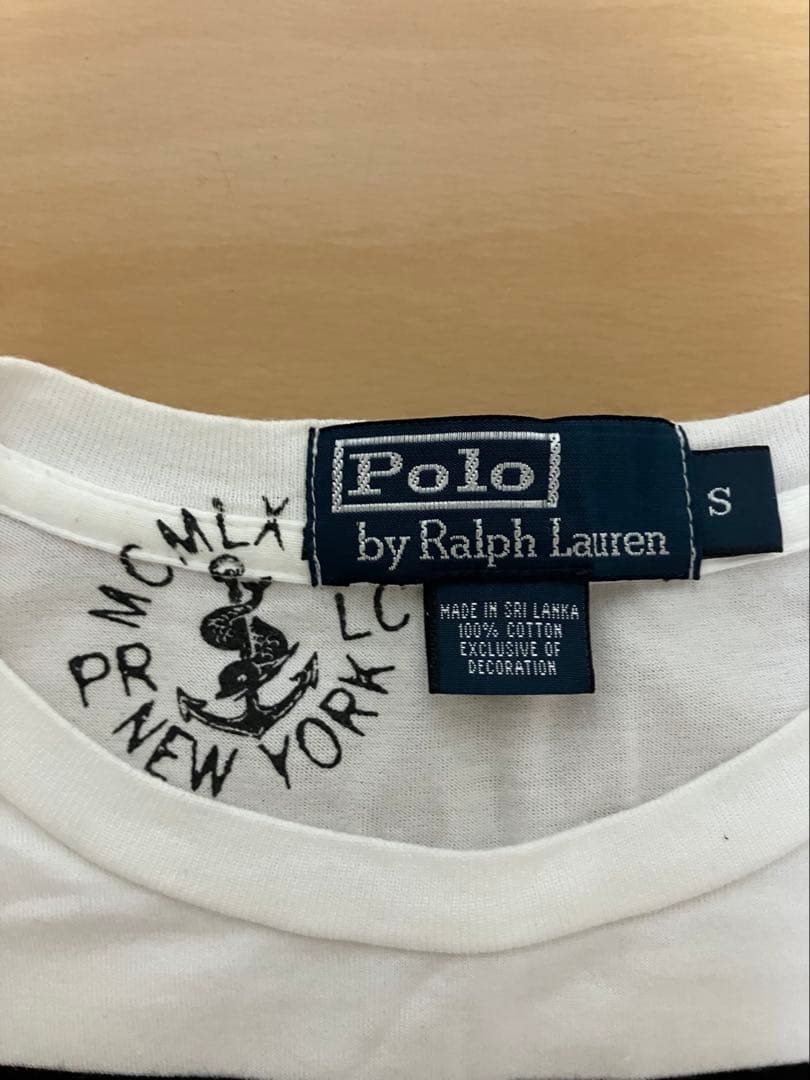 Polo
by Ralph Lauren
S
MADE IN SRI LANKA
100% COTTON
EXCLUSIVE OF
DECORATION
MCMLX
PR LC
NEW YORK